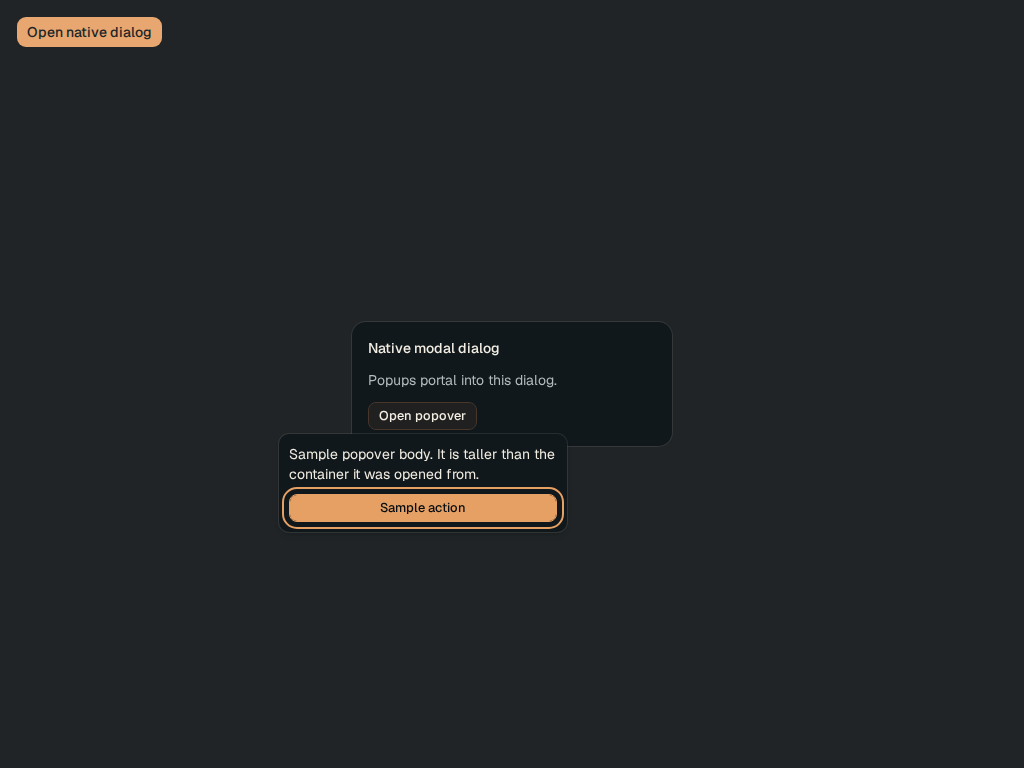 Open native dialog
Native modal dialog
Popups portal into this dialog.
Open popover
Sample popover body. It is taller than the
container it was opened from.
Sample action